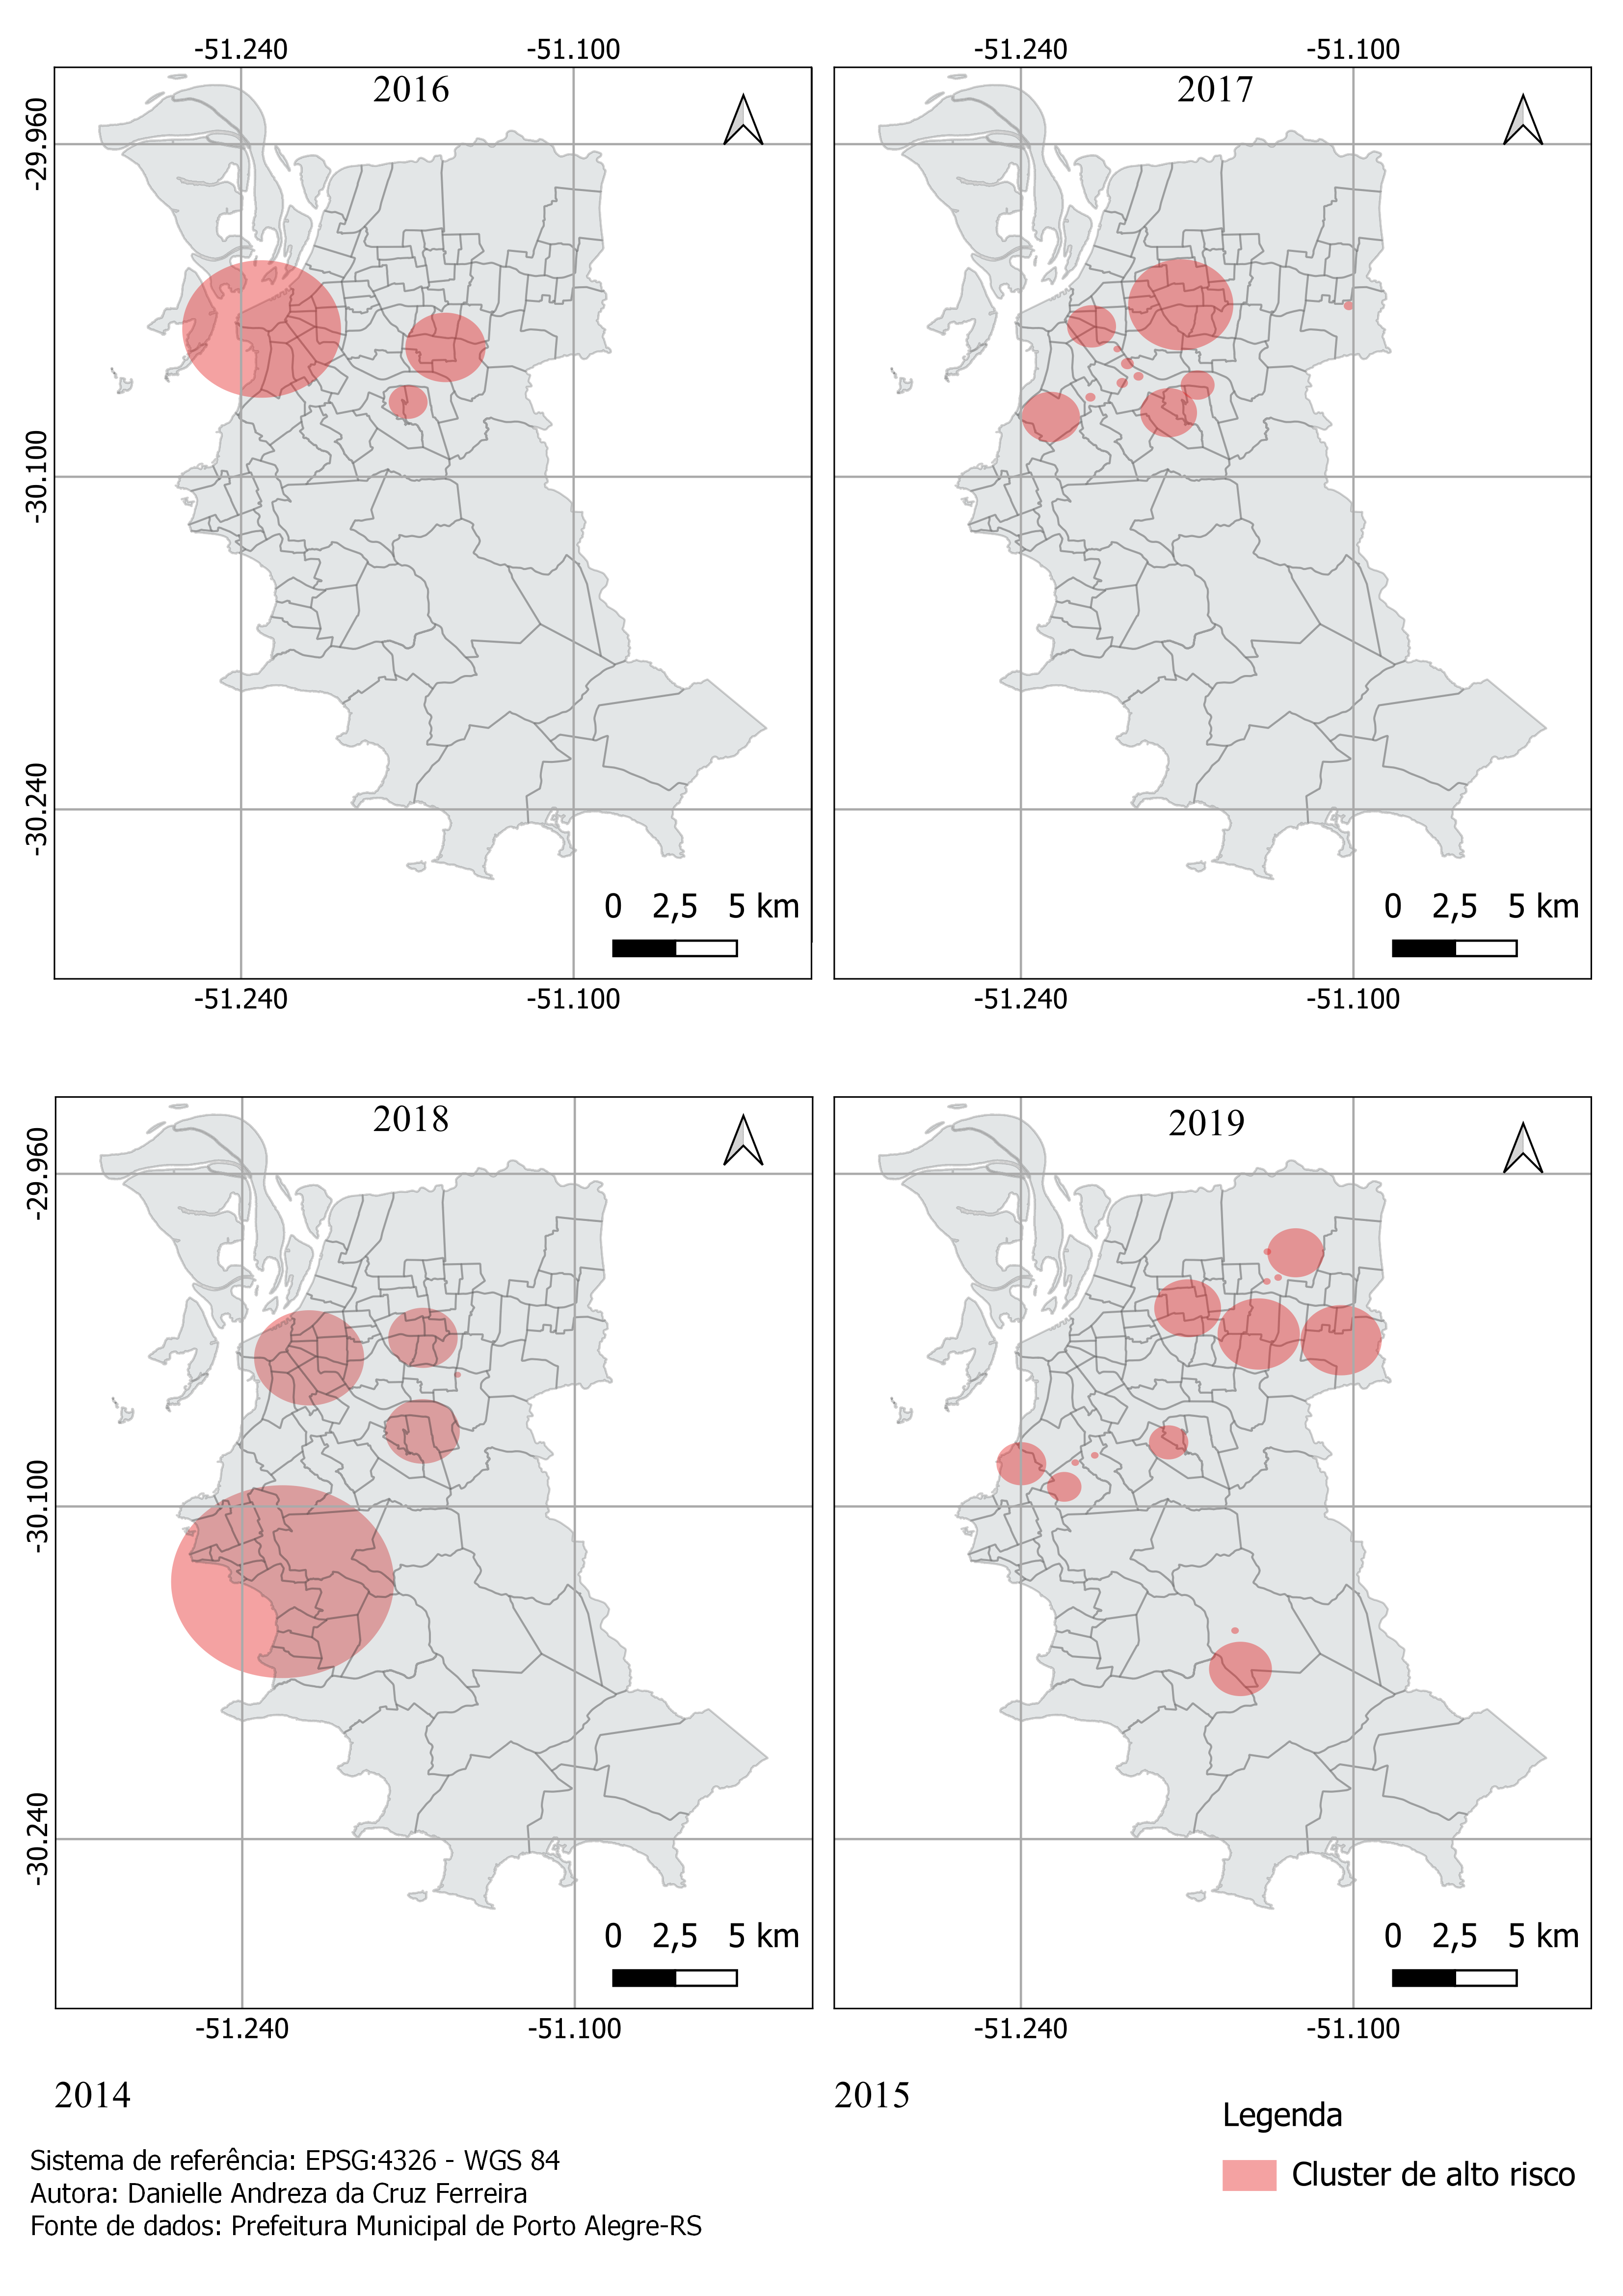 -51.240 -51.100 -51.240 -51.100
2016 2017
-29.960
-30.100
-30.240
0 2,5 5 km 0 2,5 5 km
-51.240 -51.100 -51.240 -51.100
2018 2019
-29.960
-30.100
-30.240
0 2,5 5 km 0 2,5 5 km
-51.240 -51.100 -51.240 -51.100
2014 2015
Legenda
Cluster de alto risco
Sistema de referência: EPSG:4326 - WGS 84
Autora: Danielle Andreza da Cruz Ferreira
Fonte de dados: Prefeitura Municipal de Porto Alegre-RS